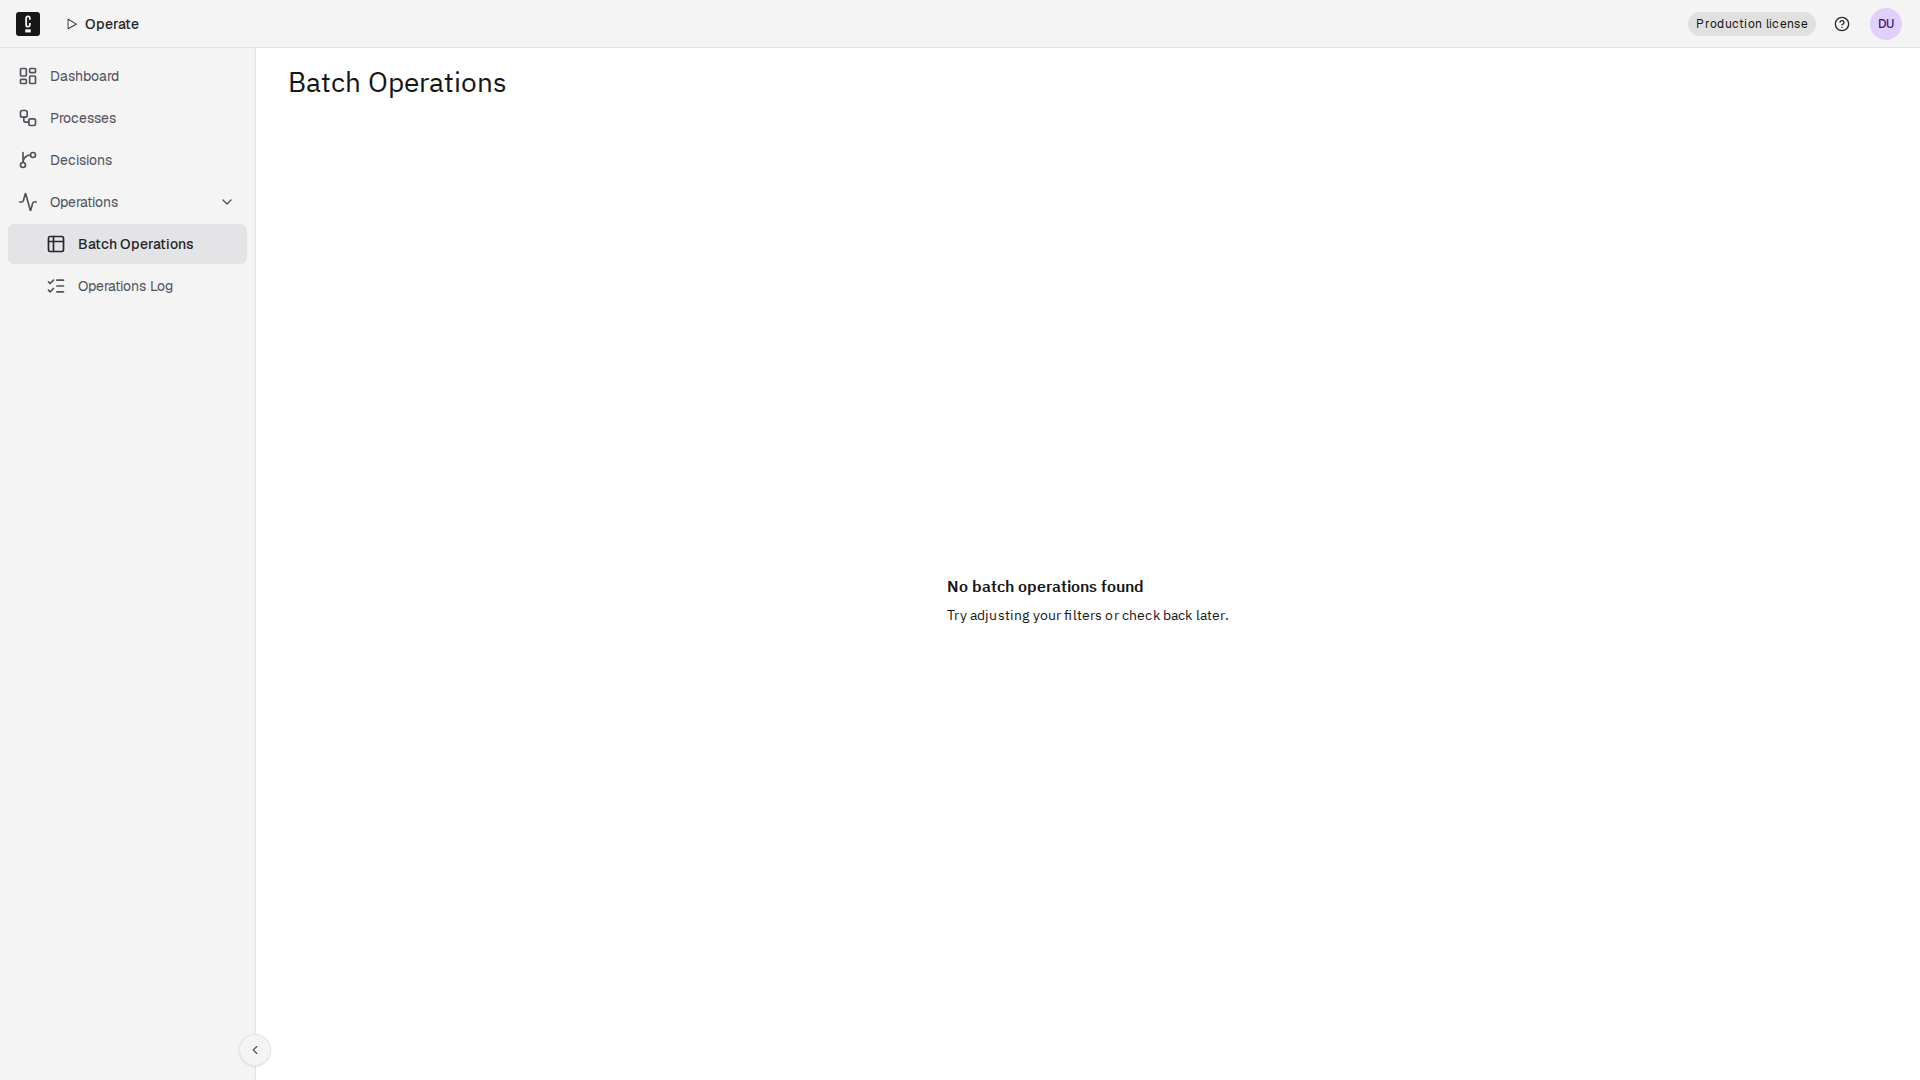 Operate
Production license
DU
Dashboard
Processes
Decisions
Operations
Batch Operations
Operations Log
Batch Operations
No batch operations found
Try adjusting your filters or check back later.